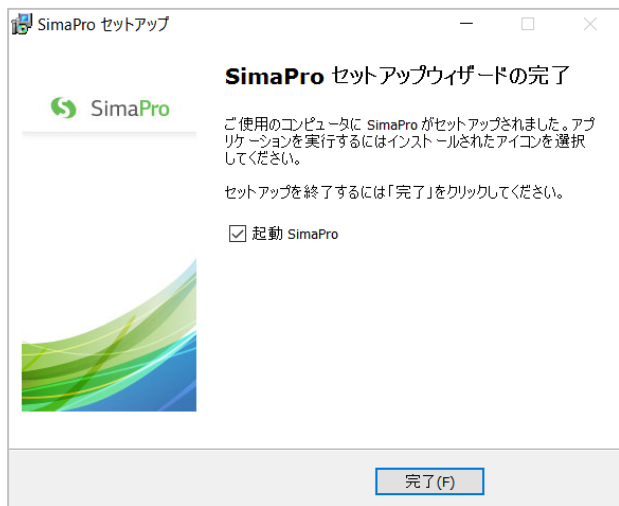 SimaPro セットアップ
SimaPro セットアップウィザードの完了
SimaPro
ご使用のコンピュータに SimaPro がセットアップされました。アプ
リケーションを実行するにはインストールされたアイコンを選択
してください。
セットアップを終了するには「完了」をクリックしてください。
起動 SimaPro
完了(F)